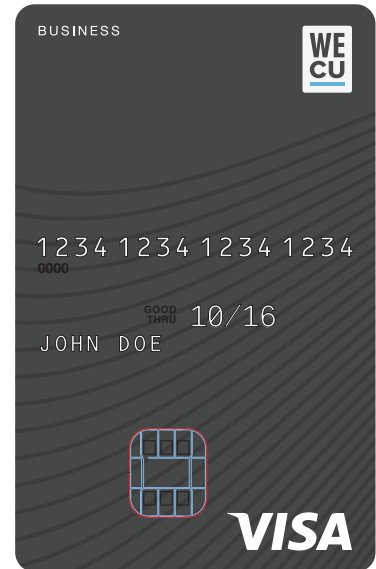 BUSINESS
WE
CU
1234 1234 1234 1234
0000
GOOD
THRU 10/16
JOHN DOE
VISA